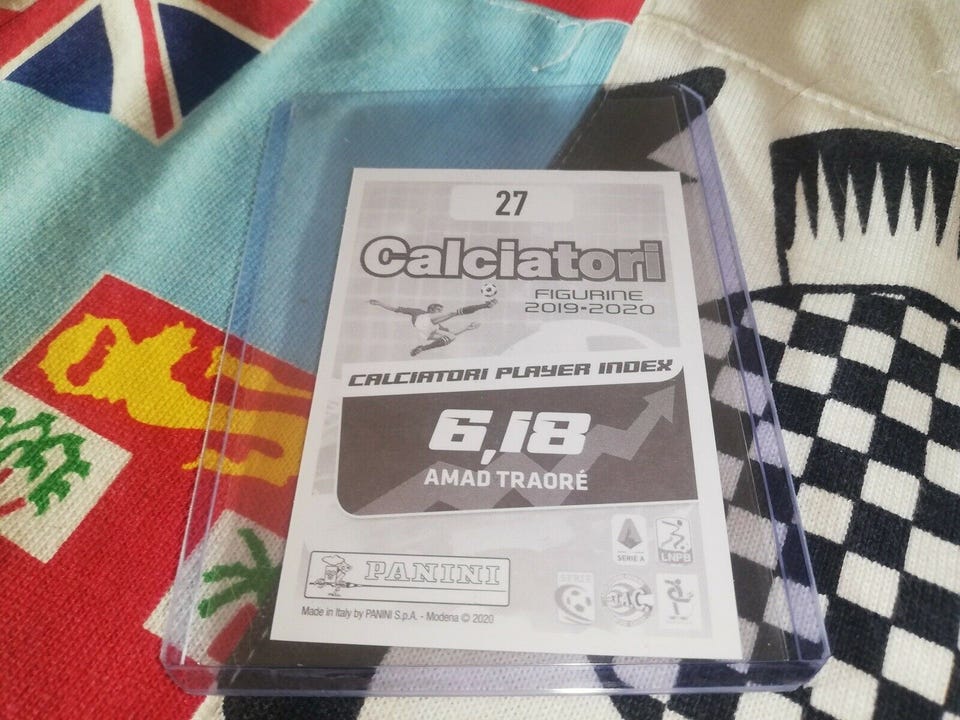 27
Calciatori
FIGURINE
2019-2020
CALCIATORI PLAYER INDEX
6,18
AMAD TRAORÉ
SERIE A
LNPB
PANINI
SERIE
Made in Italy by PANINI S.p.A. - Modena © 2020